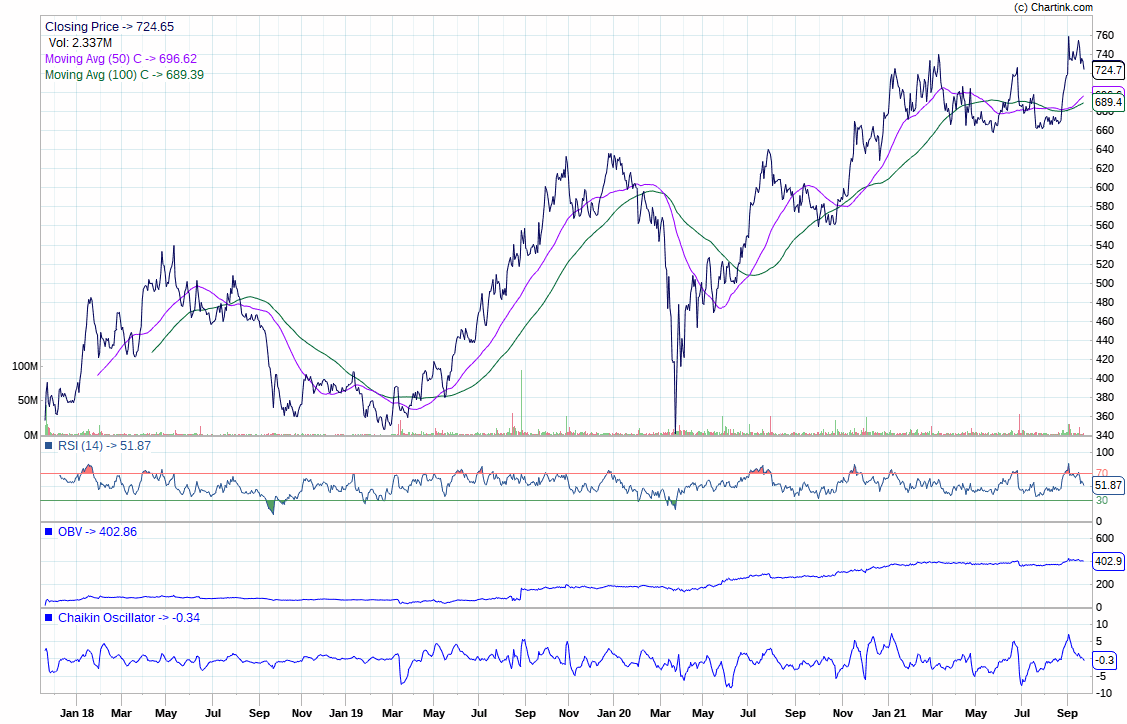 (c) Chartink.com
Closing Price -> 724.65
Vol: 2.337M
Moving Avg (50) C -> 696.62
Moving Avg (100) C -> 689.39
760
740
724.7
689.4
660
640
620
600
580
560
540
520
500
480
460
440
420
400
380
360
340
100M
50M
0M
RSI (14) -> 51.87
100
70
51.87
30
0
OBV -> 402.86
600
402.9
200
0
Chaikin Oscillator -> -0.34
10
5
-0.3
-5
-10
Jan 18 Mar May Jul Sep Nov Jan 19 Mar May Jul Sep Nov Jan 20 Mar May Jul Sep Nov Jan 21 Mar May Jul Sep